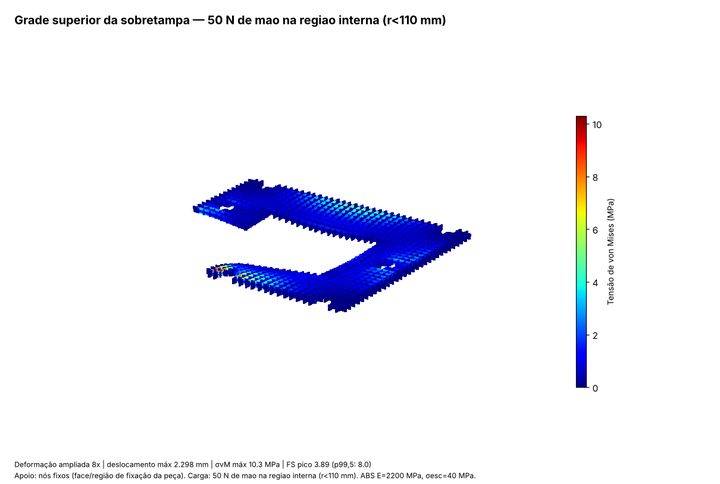 Grade superior da sobretampa — 50 N de mao na regiao interna (r<110 mm)
10
8
6
4
2
0
Tensão de von Mises (MPa)
Deformação ampliada 8x | deslocamento máx 2.298 mm | σvM máx 10.3 MPa | FS pico 3.89 (p99,5: 8.0)
Apoio: nós fixos (face/região de fixação da peça). Carga: 50 N de mao na regiao interna (r<110 mm). ABS E=2200 MPa, σesc=40 MPa.